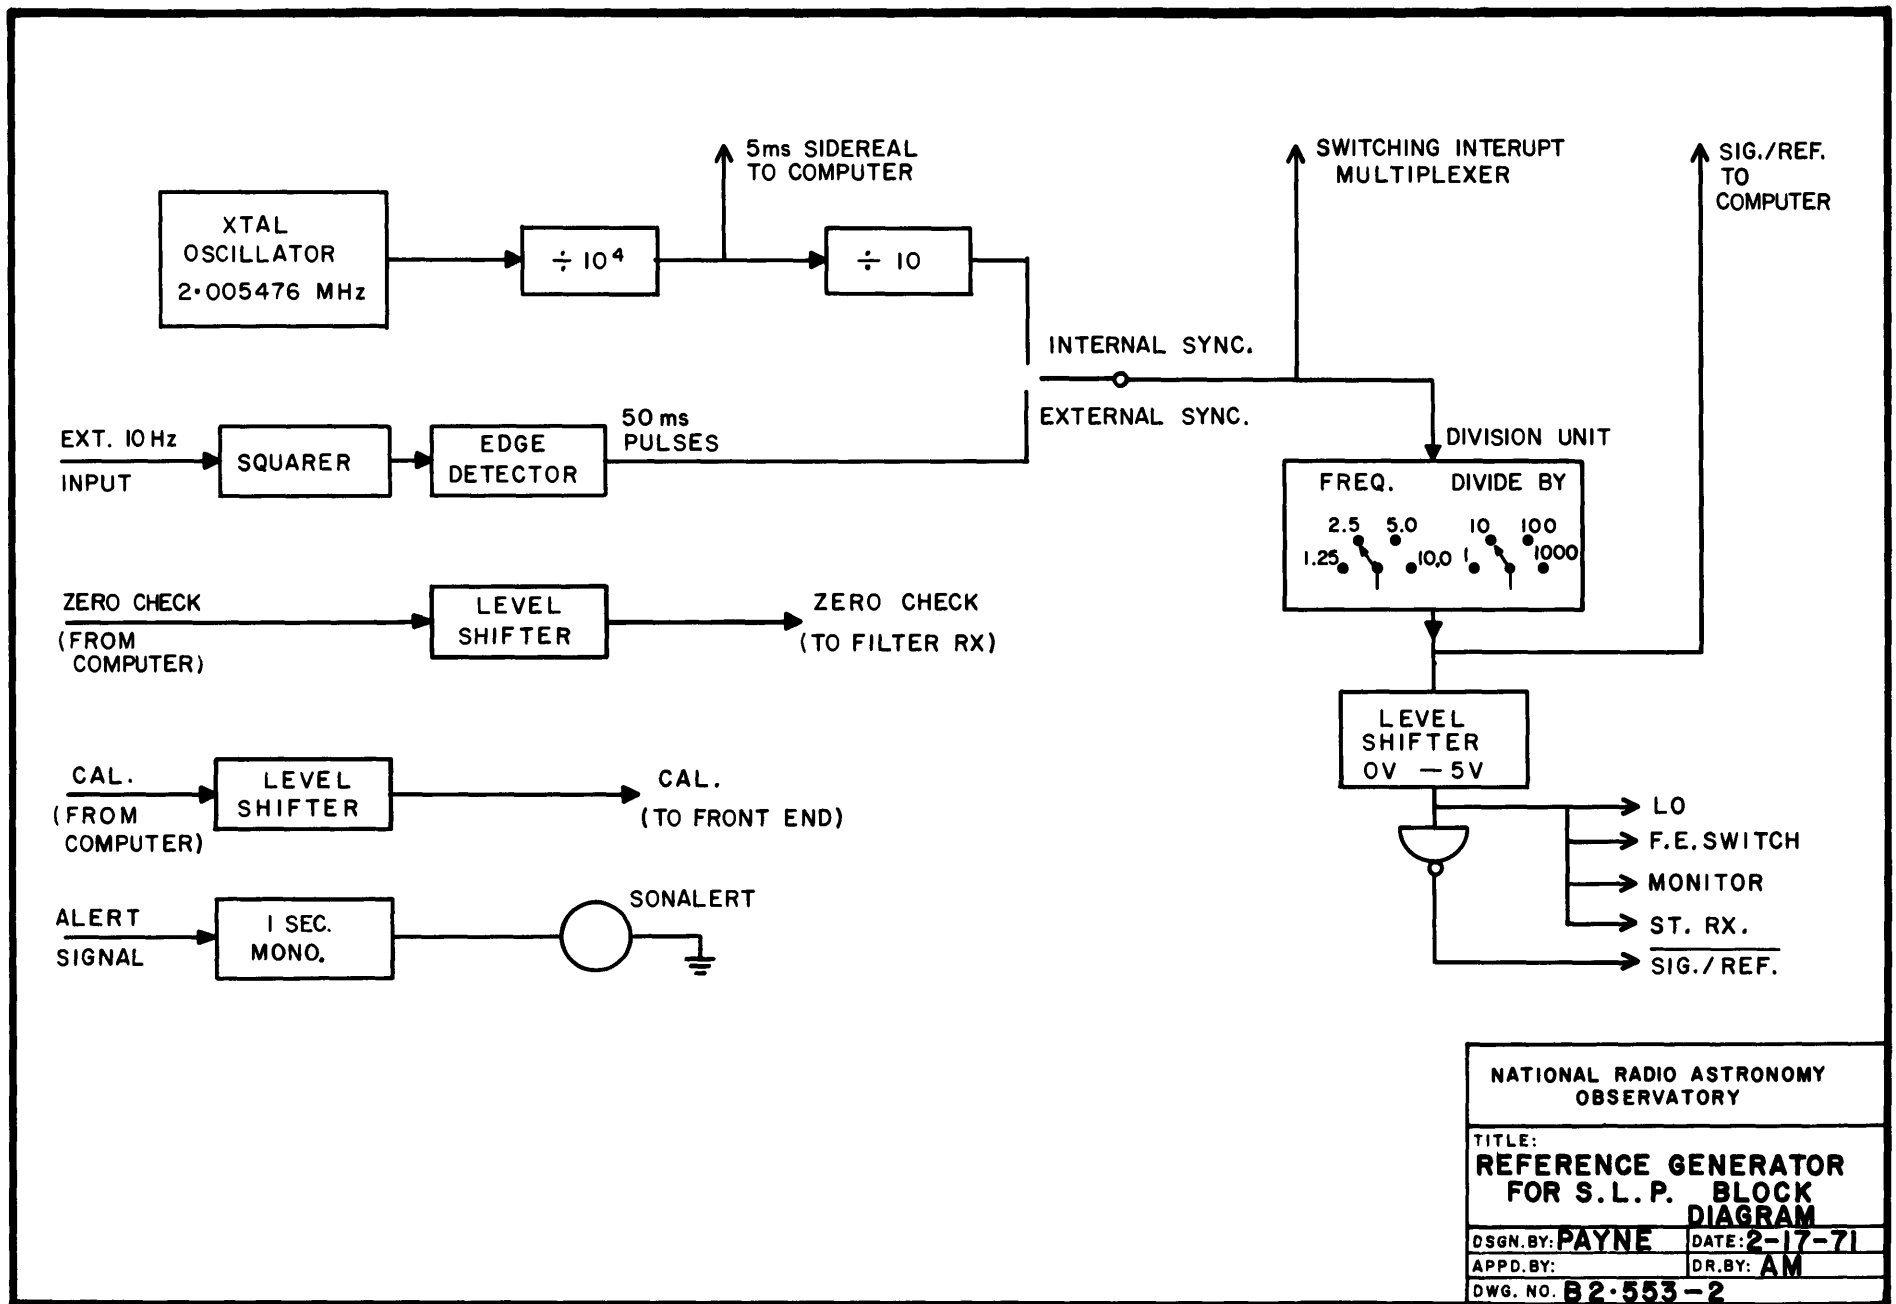 5ms SIDEREAL
TO COMPUTER
SWITCHING INTERUPT
MULTIPLEXER
SIG./REF.
TO
COMPUTER
XTAL
OSCILLATOR
2·005476 MHz
÷ 10⁴
÷ 10
INTERNAL SYNC.
EXTERNAL SYNC.
EXT. 10 Hz
INPUT
SQUARER
EDGE
DETECTOR
50 ms
PULSES
DIVISION UNIT
FREQ. DIVIDE BY
2.5 5.0 10 100
1.25 10.0 1 1000
ZERO CHECK
(FROM
COMPUTER)
LEVEL
SHIFTER
ZERO CHECK
(TO FILTER RX)
LEVEL
SHIFTER
0V — 5V
CAL.
(FROM
COMPUTER)
LEVEL
SHIFTER
CAL.
(TO FRONT END)
LO
F.E. SWITCH
MONITOR
ST. RX.
SIG./REF.
ALERT
SIGNAL
1 SEC.
MONO.
SONALERT
NATIONAL RADIO ASTRONOMY
OBSERVATORY
TITLE:
REFERENCE GENERATOR
FOR S.L.P. BLOCK
DIAGRAM
DSGN. BY: PAYNE DATE: 2-17-71
APPD. BY: DR. BY: AM
DWG. NO. B2·553-2